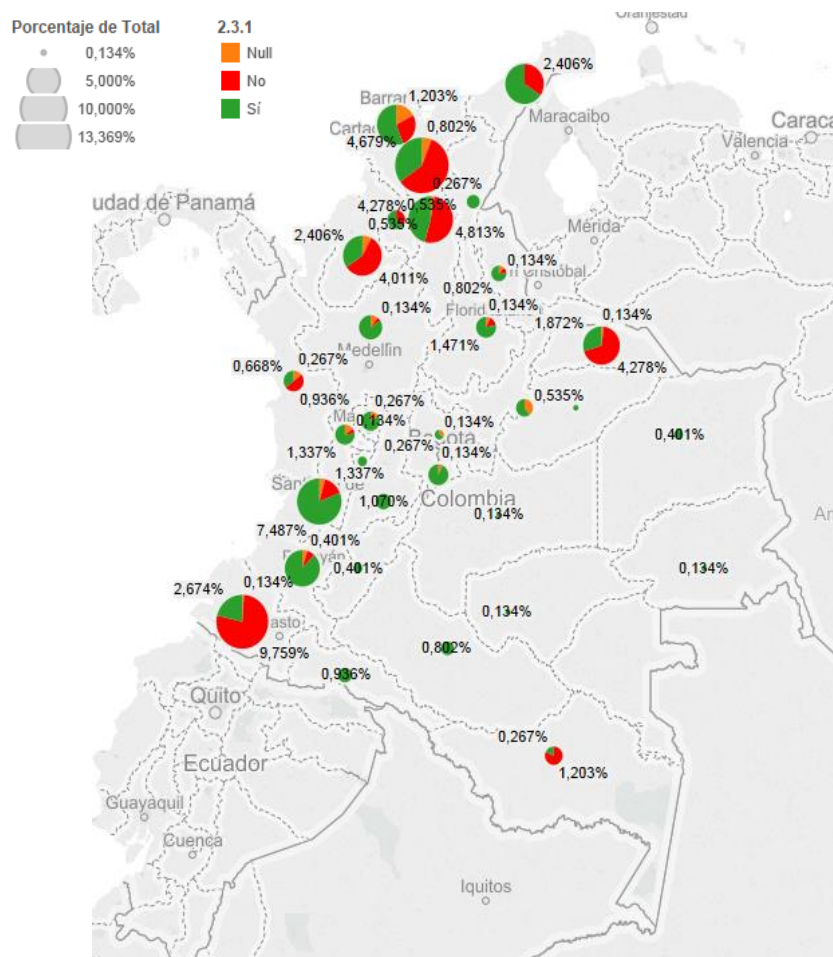 Porcentaje de Total
0,134%
5,000%
10,000%
13,369%
2.3.1
Null
No
Sí
Oranjestad
2,406%
1,203%
0,802%
4,679%
Maracaibo
Valencia
0,267%
udad de Panamá
4,278%
0,535%
0,535%
4,813%
2,406%
Mérida
4,011%
0,134%
0,802%
0,134%
0,134%
0,134%
1,872%
Medellín
1,471%
4,278%
0,668%
0,267%
0,936%
0,267%
0,535%
0,134%
0,134%
0,401%
1,337%
0,267%
0,134%
1,337%
Colombia
1,070%
0,134%
7,487%
0,401%
0,401%
0,134%
2,674%
0,134%
0,134%
asto
9,759%
0,802%
0,936%
Quito
0,267%
Ecuador
1,203%
Guayaquil
Cuenca
Iquitos